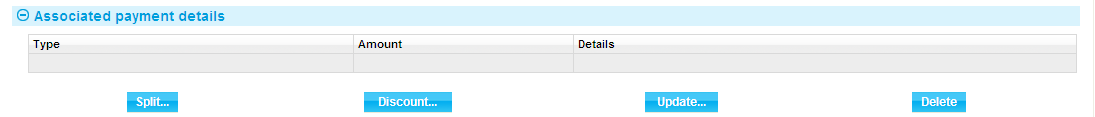 Associated payment details
Type Amount Details
Split... Discount... Update... Delete